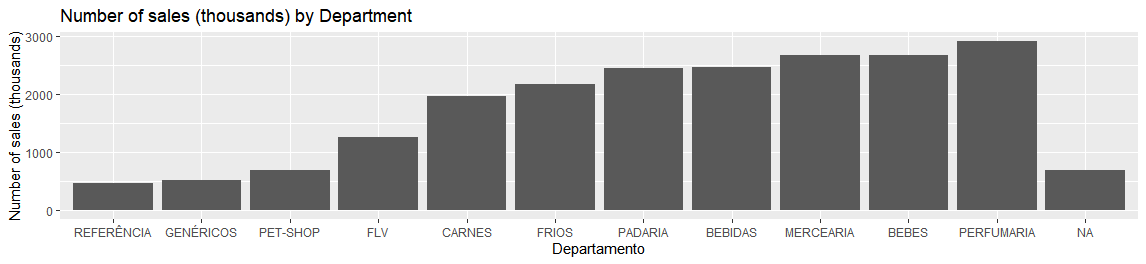 Number of sales (thousands) by Department
Number of sales (thousands)
3000
2000
1000
0
REFERÊNCIA GENÉRICOS PET-SHOP FLV CARNES FRIOS PADARIA BEBIDAS MERCEARIA BEBES PERFUMARIA NA
Departamento